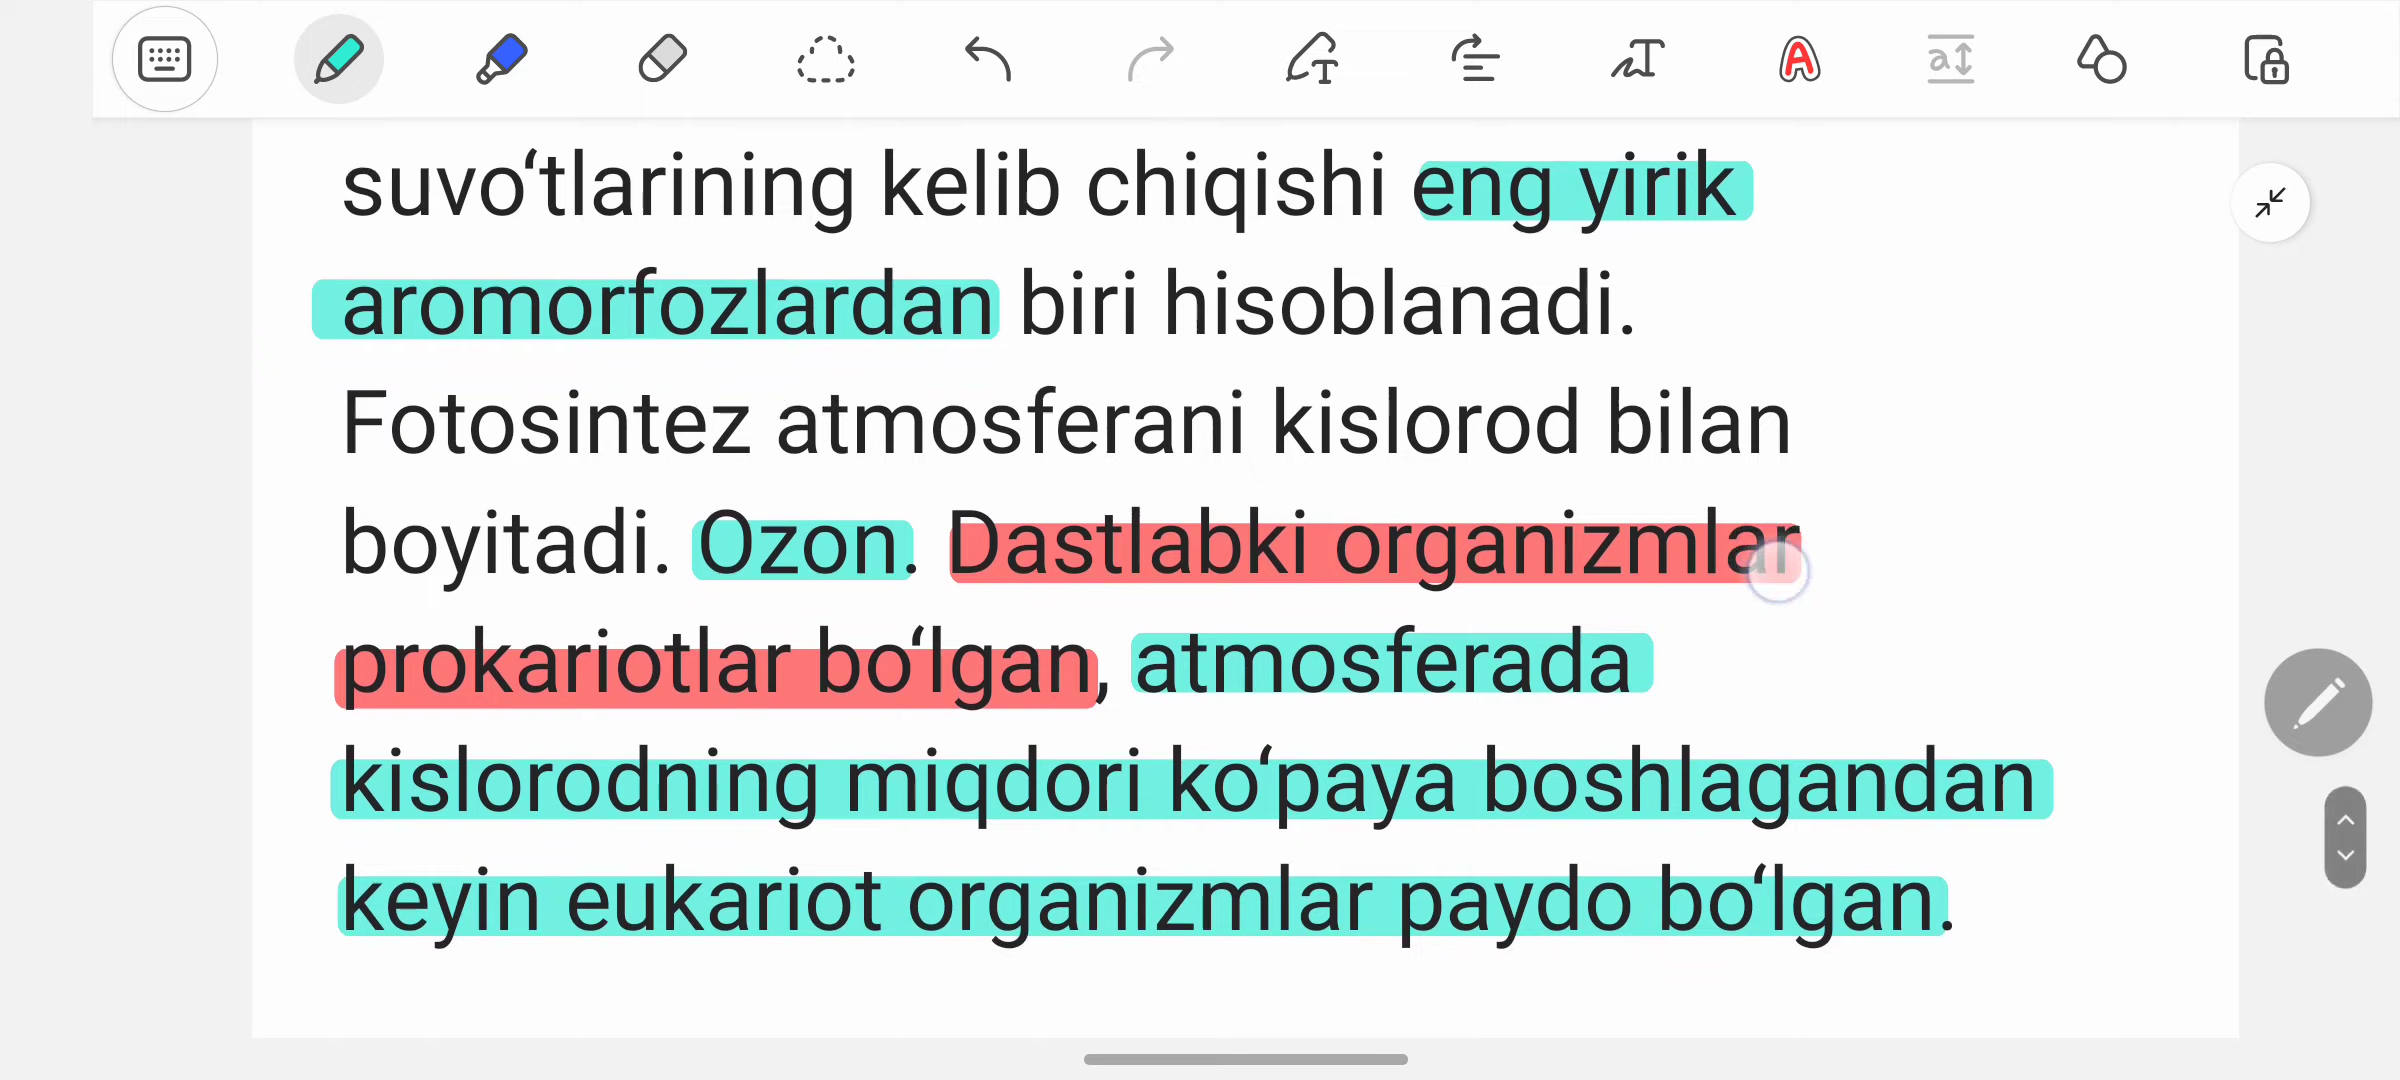 suvo‘tlarining kelib chiqishi eng yirik
aromorfozlardan biri hisoblanadi.
Fotosintez atmosferani kislorod bilan
boyitadi. Ozon. Dastlabki organizmlar
prokariotlar bo‘lgan, atmosferada
kislorodning miqdori ko‘paya boshlagandan
keyin eukariot organizmlar paydo bo‘lgan.